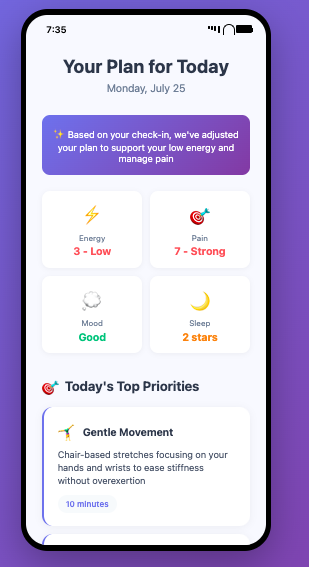 7:35
Your Plan for Today
Monday, July 25
✨ Based on your check-in, we've adjusted
your plan to support your low energy and
manage pain
Energy
3 - Low
Pain
7 - Strong
Mood
Good
Sleep
2 stars
Today's Top Priorities
Gentle Movement
Chair-based stretches focusing on your
hands and wrists to ease stiffness
without overexertion
10 minutes